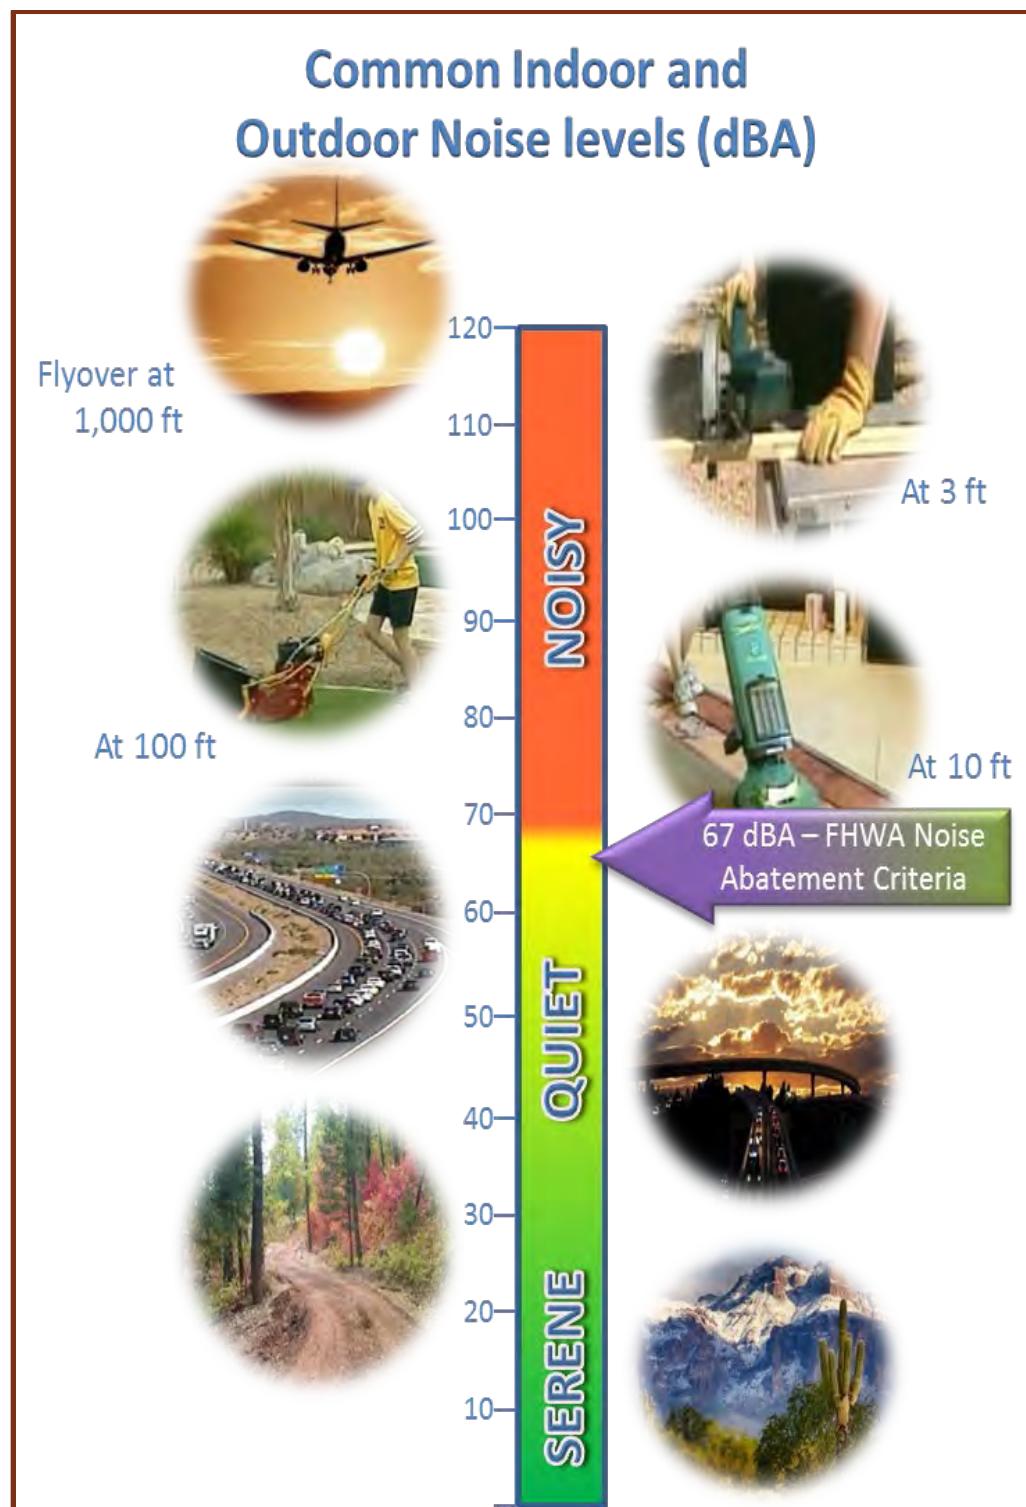 Common Indoor and
Outdoor Noise levels (dBA)
Flyover at
1,000 ft
At 3 ft
At 100 ft
At 10 ft
120
110
100
90
80
70
60
50
40
30
20
10
NOISY
QUIET
SERENE
67 dBA – FHWA Noise
Abatement Criteria